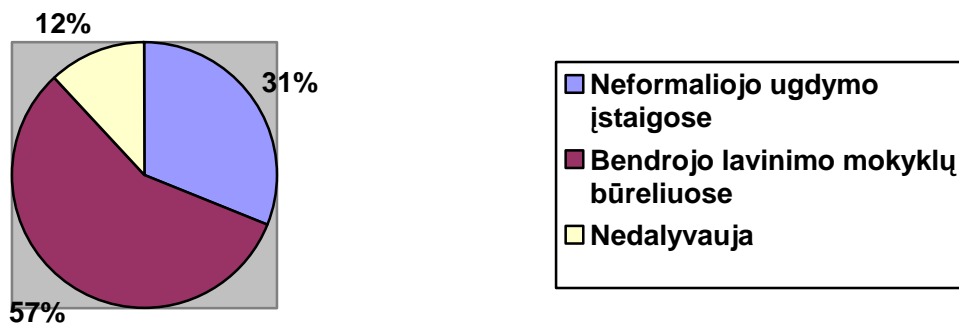 12%
31%
57%
Neformaliojo ugdymo
įstaigose
Bendrojo lavinimo mokyklų
būreliuose
Nedalyvauja